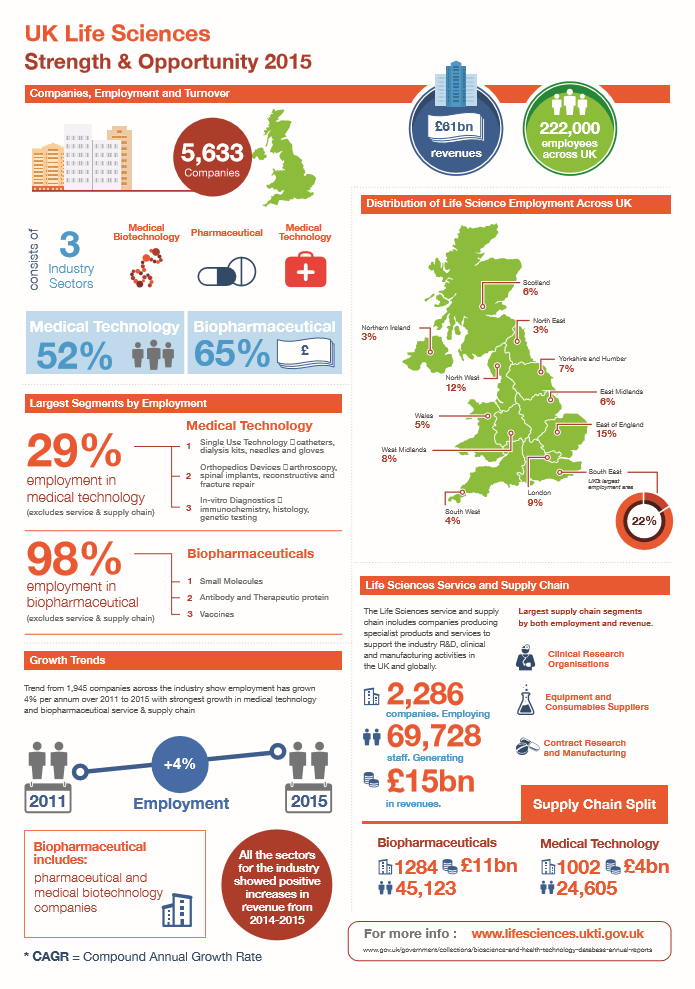 UK Life Sciences
Strength & Opportunity 2015
Companies, Employment and Turnover
£61bn
revenues
222,000
employees
across UK
5,633
Companies
consists of
3
Industry
Sectors
Medical
Biotechnology
Pharmaceutical
Medical
Technology
Medical Technology
52%
Biopharmaceutical
65%
£
Largest Segments by Employment
29%
employment in
medical technology
(excludes service & supply chain)
Medical Technology
1 Single Use Technology catheters,
dialysis kits, needles and gloves
2 Orthopedics Devices arthroscopy,
spinal implants, reconstructive and
fracture repair
3 In-vitro Diagnostics
immunochemistry, histology,
genetic testing
98%
employment in
biopharmaceutical
(excludes service & supply chain)
Biopharmaceuticals
1 Small Molecules
2 Antibody and Therapeutic protein
3 Vaccines
Growth Trends
Trend from 1,945 companies across the industry show employment has grown
4% per annum over 2011 to 2015 with strongest growth in medical technology
and biopharmaceutical service & supply chain
2011
+4%
Employment
2015
Biopharmaceutical
includes:
pharmaceutical and
medical biotechnology
companies
All the sectors
for the industry
showed positive
increases in
revenue from
2014-2015
* CAGR = Compound Annual Growth Rate
Distribution of Life Science Employment Across UK
Scotland
6%
North East
3%
Northern Ireland
3%
Yorkshire and Humber
7%
North West
12%
East Midlands
6%
Wales
5%
East of England
15%
West Midlands
8%
South East
UKs largest
employment area
22%
London
9%
South West
4%
Life Sciences Service and Supply Chain
The Life Sciences service and supply
chain includes companies producing
specialist products and services to
support the industry R&D, clinical
and manufacturing activities in
the UK and globally.
2,286
companies. Employing
69,728
staff. Generating
£15bn
in revenues.
Largest supply chain segments
by both employment and revenue.
Clinical Research
Organisations
Equipment and
Consumables Suppliers
Contract Research
and Manufacturing
Supply Chain Split
Biopharmaceuticals
1284 £11bn
45,123
Medical Technology
1002 £4bn
24,605
For more info : www.lifesciences.ukti.gov.uk
www.gov.uk/government/collections/bioscience-and-health-technology-database-annual-reports